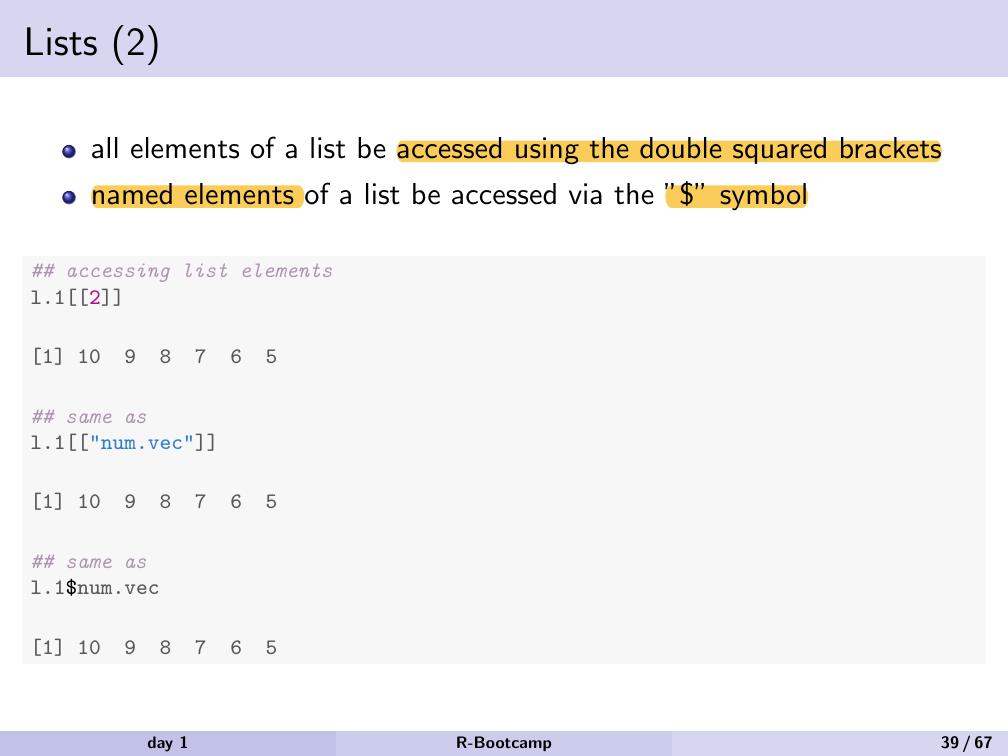 Lists (2)
all elements of a list be accessed using the double squared brackets
named elements of a list be accessed via the ”$” symbol
## accessing list elements
l.1[[2]]
[1] 10 9 8 7 6 5
## same as
l.1[["num.vec"]]
[1] 10 9 8 7 6 5
## same as
l.1$num.vec
[1] 10 9 8 7 6 5
day 1 R-Bootcamp 39 / 67